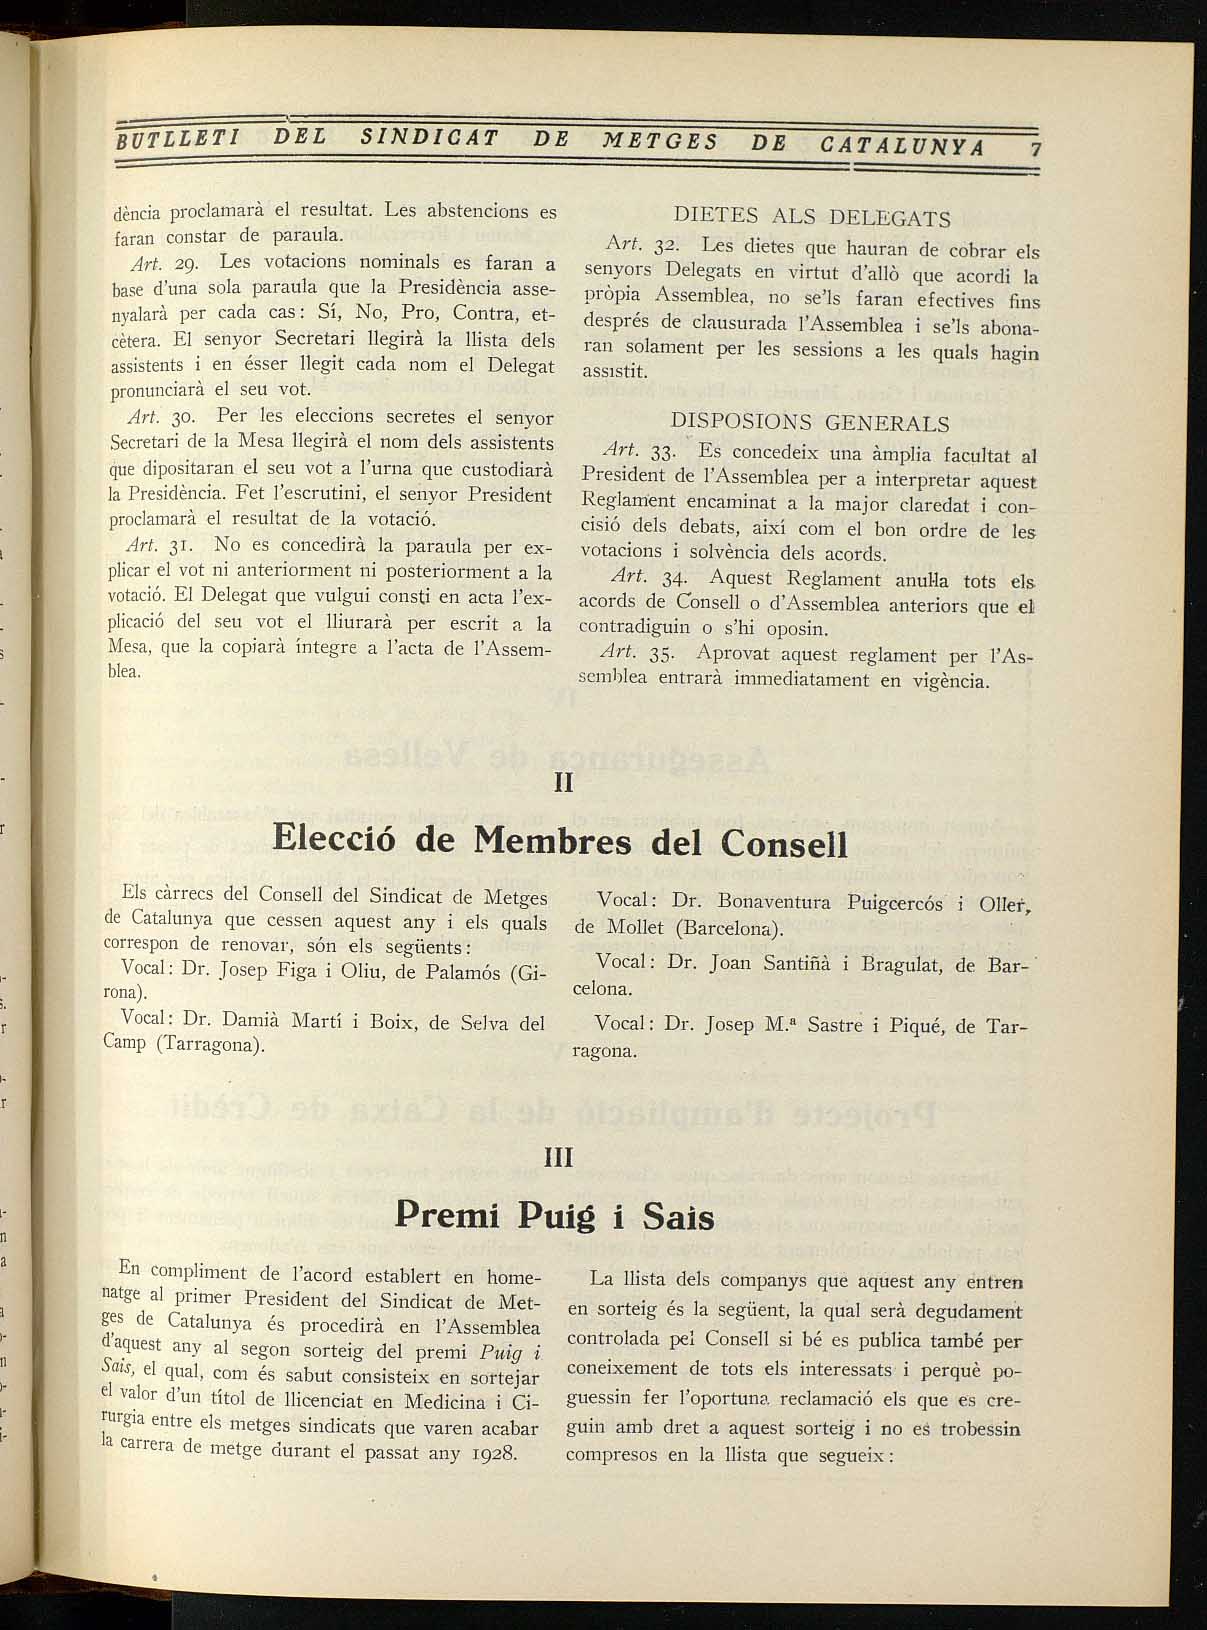 BUTLLETI DEL SINDICAT DE METGES DE CATALUNYA 7
dència proclamarà el resultat. Les abstencions es
faran constar de paraula.
Art. 29. Les votacions nominals es faran a
base d'una sola paraula que la Presidència asse-
nyalarà per cada cas: Sí, No, Pro, Contra, et-
cètera. El senyor Secretari llegirà la llista dels
assistents i en ésser llegit cada nom el Delegat
pronunciarà el seu vot.
Art. 30. Per les eleccions secretes el senyor
Secretari de la Mesa llegirà el nom dels assistents
que dipositaran el seu vot a l'urna que custodiarà
la Presidència. Fet l'escrutini, el senyor President
proclamarà el resultat de la votació.
Art. 31. No es concedirà la paraula per ex-
plicar el vot ni anteriorment ni posteriorment a la
votació. El Delegat que vulgui consti en acta l'ex-
plicació del seu vot el lliurarà per escrit a la
Mesa, que la copiarà íntegre a l'acta de l'Assem-
blea.
DIETES ALS DELEGATS
Art. 32. Les dietes que hauran de cobrar els
senyors Delegats en virtut d'allò que acordi la
pròpia Assemblea, no se'ls faran efectives fins
després de clausurada l'Assemblea i se'ls abona-
ran solament per les sessions a les quals hagin
assistit.
DISPOSIONS GENERALS
Art. 33. Es concedeix una àmplia facultat al
President de l'Assemblea per a interpretar aquest
Reglament encaminat a la major claredat i con-
cisió dels debats, així com el bon ordre de les
votacions i solvència dels acords.
Art. 34. Aquest Reglament anul·la tots els
acords de Consell o d'Assemblea anteriors que el
contradiguin o s'hi oposin.
Art. 35. Aprovat aquest reglament per l'As-
semblea entrarà immediatament en vigència.
II
Elecció de Membres del Consell
Els càrrecs del Consell del Sindicat de Metges
de Catalunya que cessen aquest any i els quals
correspon de renovar, són els següents:
Vocal: Dr. Josep Figa i Oliu, de Palamós (Gi-
rona).
Vocal: Dr. Damià Martí i Boix, de Selva del
Camp (Tarragona).
Vocal: Dr. Bonaventura Puigcercós i Oller,
de Mollet (Barcelona).
Vocal: Dr. Joan Santiñà i Bragulat, de Bar-
celona.
Vocal: Dr. Josep M.ª Sastre i Piqué, de Tar-
ragona.
III
Premi Puig i Sais
En compliment de l'acord establert en home-
natge al primer President del Sindicat de Met-
ges de Catalunya és procedirà en l'Assemblea
d'aquest any al segon sorteig del premi Puig i
Sais, el qual, com és sabut consisteix en sortejar
el valor d'un títol de llicenciat en Medicina i Ci-
rurgia entre els metges sindicats que varen acabar
la carrera de metge durant el passat any 1928.
La llista dels companys que aquest any entren
en sorteig és la següent, la qual serà degudament
controlada pel Consell si bé es publica també per
coneixement de tots els interessats i perquè po-
guessin fer l'oportuna reclamació els que es cre-
guin amb dret a aquest sorteig i no es trobessin
compresos en la llista que segueix: